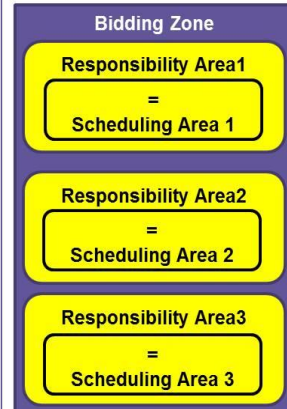 Bidding Zone
Responsibility Area1
=
Scheduling Area 1
Responsibility Area2
=
Scheduling Area 2
Responsibility Area3
=
Scheduling Area 3